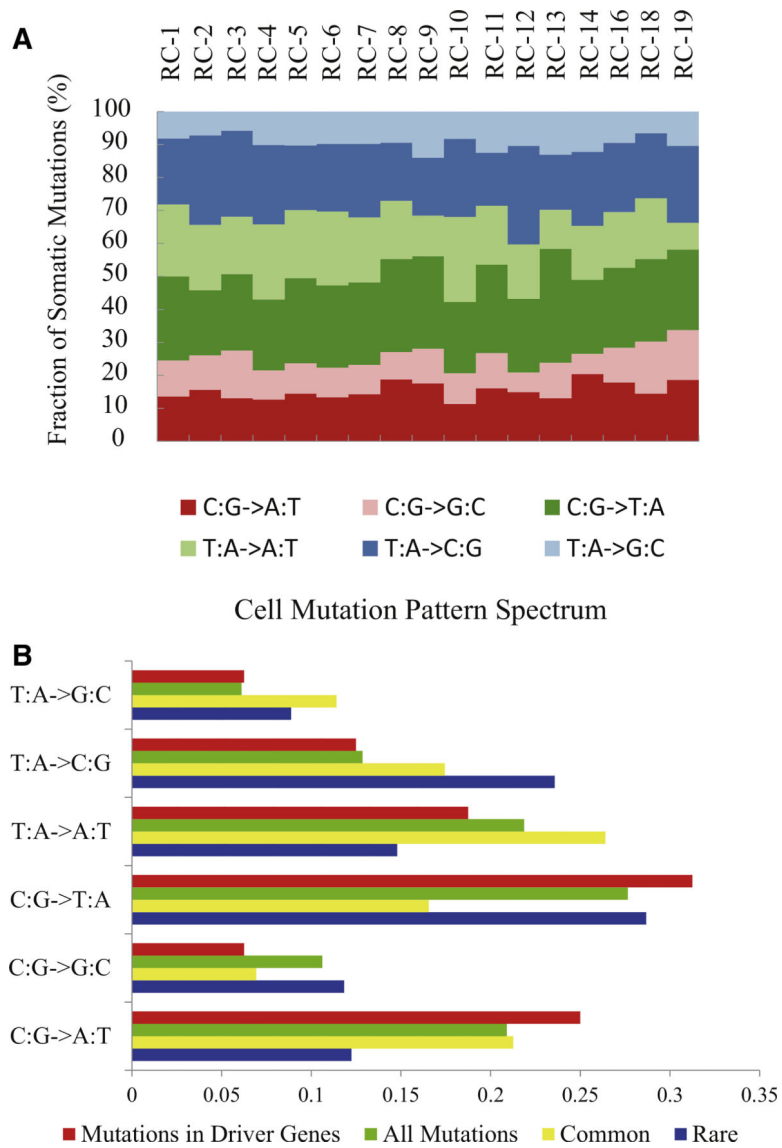 A
RC-1
RC-2
RC-3
RC-4
RC-5
RC-6
RC-7
RC-8
RC-9
RC-10
RC-11
RC-12
RC-13
RC-14
RC-16
RC-18
RC-19
Fraction of Somatic Mutations (%)
100
90
80
70
60
50
40
30
20
10
0
C:G->A:T C:G->G:C C:G->T:A
T:A->A:T T:A->C:G T:A->G:C
Cell Mutation Pattern Spectrum
B
T:A->G:C
T:A->C:G
T:A->A:T
C:G->T:A
C:G->G:C
C:G->A:T
0 0.05 0.1 0.15 0.2 0.25 0.3 0.35
Mutations in Driver Genes All Mutations Common Rare